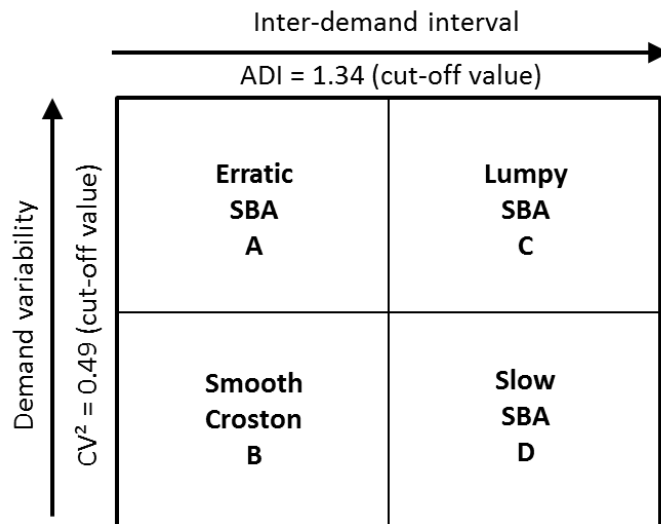 Inter-demand interval
ADI = 1.34 (cut-off value)
Demand variability
CV² = 0.49 (cut-off value)
Erratic
SBA
A
Lumpy
SBA
C
Smooth
Croston
B
Slow
SBA
D